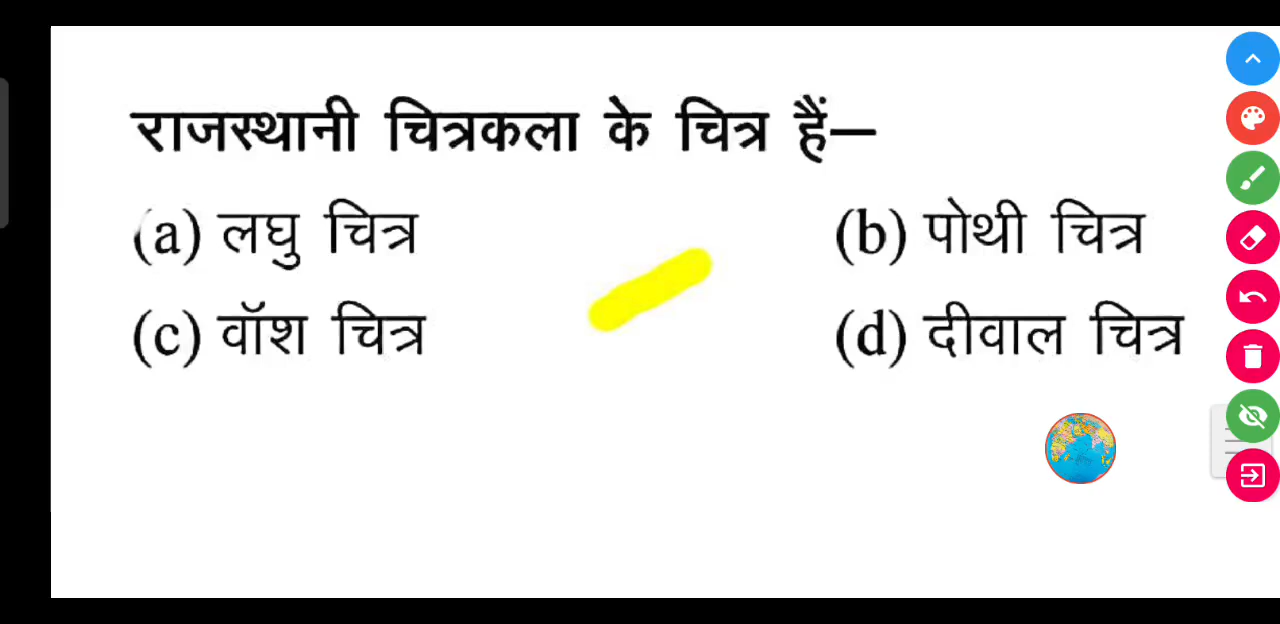 राजस्थानी चित्रकला के चित्र हैं—
(a) लघु चित्र (b) पोथी चित्र
(c) वॉश चित्र (d) दीवाल चित्र